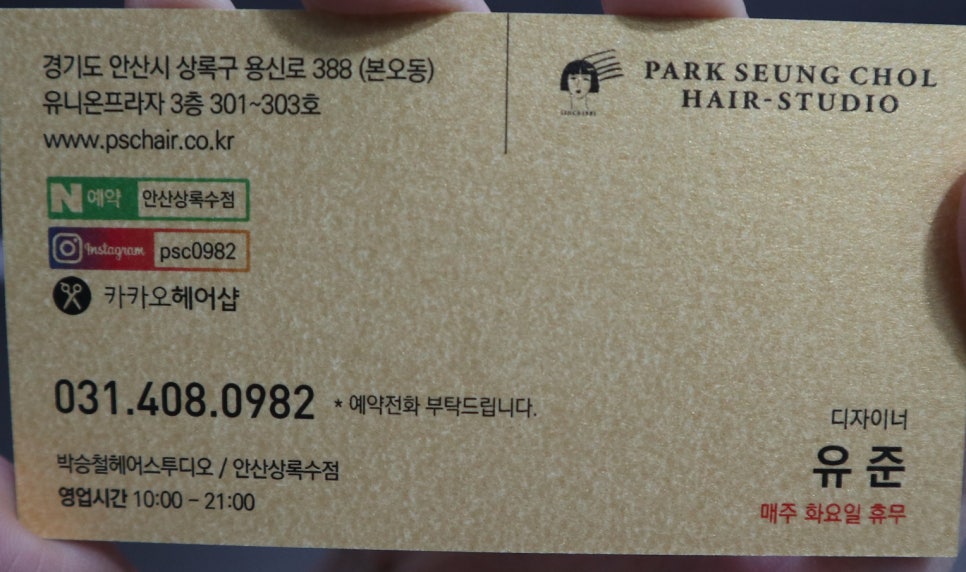 경기도 안산시 상록구 용신로 388 (본오동)
유니온프라자 3층 301~303호
www.pschair.co.kr
N 예약 안산상록수점
Instagram psc0982
카카오헤어샵
PARK SEUNG CHOL
HAIR-STUDIO
031.408.0982 * 예약전화 부탁드립니다.
박승철헤어스투디오 / 안산상록수점
영업시간 10:00 - 21:00
디자이너
유 준
매주 화요일 휴무